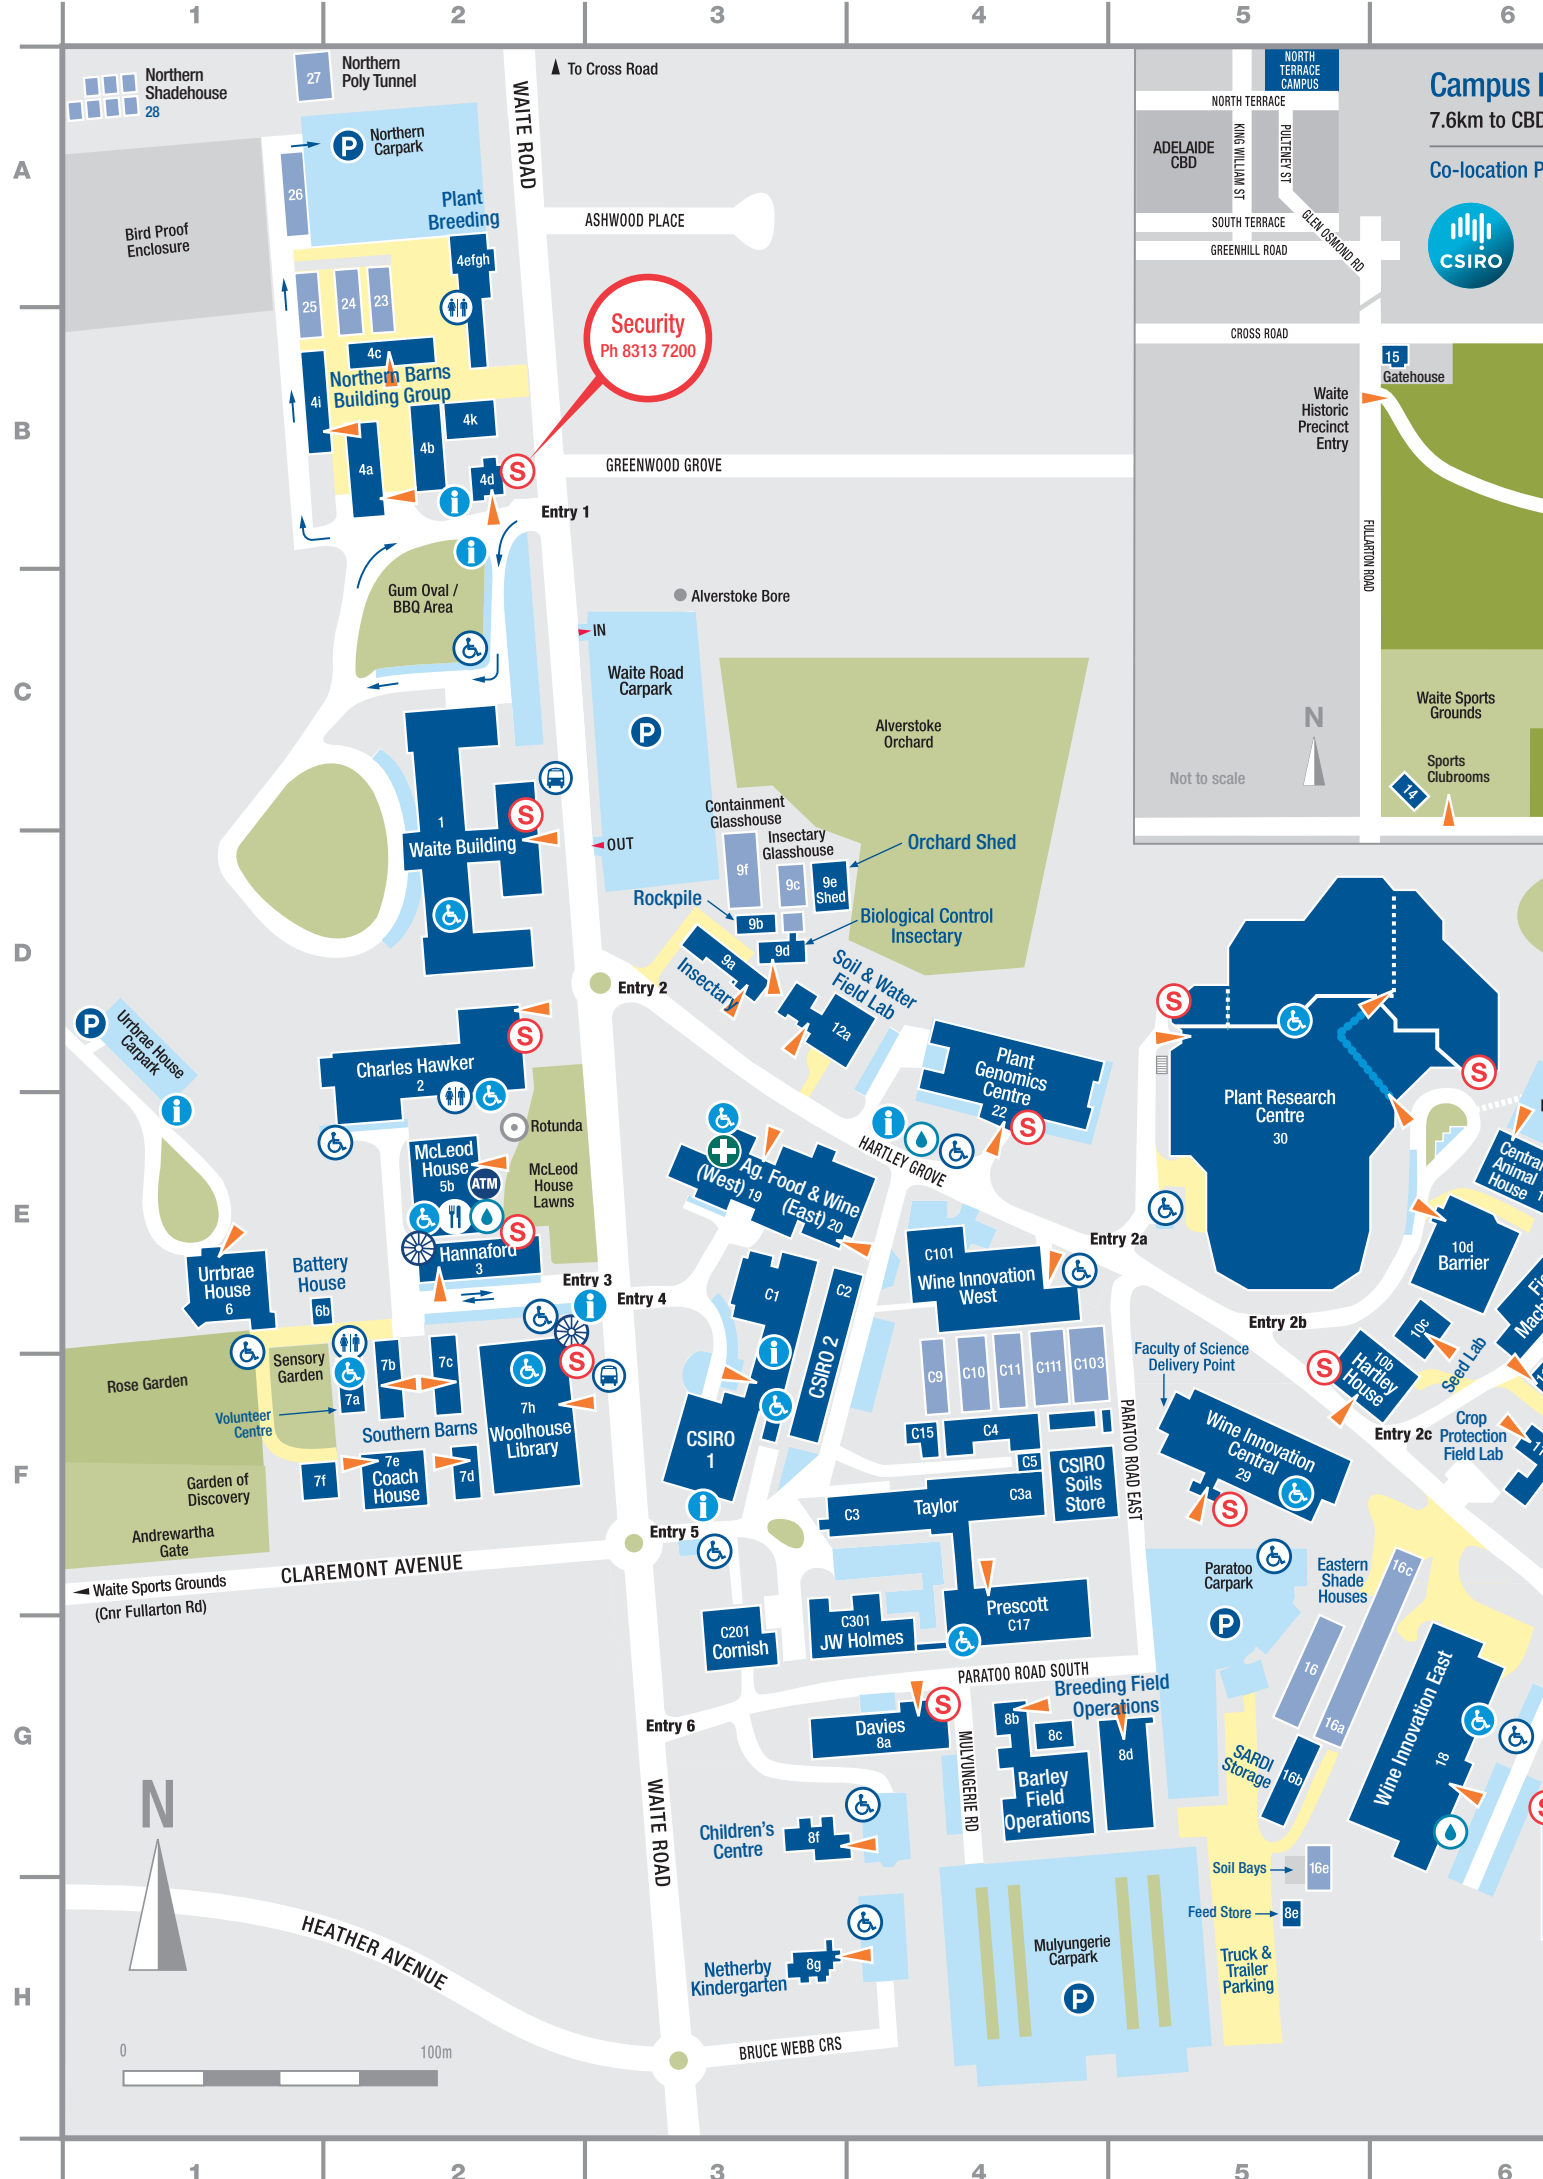 1 2 3 4 5 6
A
B
C
D
E
F
G
H
Northern
Shadehouse
28
27
Northern
Poly Tunnel
WAITE ROAD
To Cross Road
P
Northern
Carpark
26
Bird Proof
Enclosure
Plant
Breeding
4efgh
ASHWOOD PLACE
25
24
23
4c
Northern Barns
Building Group
4i
4a
4b
4k
4d
S
Security
Ph 8313 7200
GREENWOOD GROVE
i
Entry 1
i
Gum Oval /
BBQ Area
Alverstoke Bore
IN
Waite Road
Carpark
P
OUT
Alverstoke
Orchard
1
Waite Building
S
Containment
Glasshouse
Insectary
Glasshouse
9f
9c
9e
Shed
Orchard Shed
Rockpile
9b
9d
Biological Control
Insectary
9a
Insectary
Soil & Water
Field Lab
12a
Entry 2
NORTH
TERRACE
CAMPUS
NORTH TERRACE
ADELAIDE
CBD
KING WILLIAM ST
PULTENEY ST
SOUTH TERRACE
GREENHILL ROAD
GLEN OSMOND RD
CROSS ROAD
15
Gatehouse
Waite
Historic
Precinct
Entry
FULLARTON ROAD
Waite Sports
Grounds
Sports
Clubrooms
14
N
Not to scale
Campus
7.6km to CBD
Co-location
CSIRO
P
Urrbrae House
Carpark
i
Charles Hawker
2
S
Rotunda
McLeod
House
5b
ATM
McLeod
House
Lawns
S
Hannaford
3
Urrbrae
House
6
Battery
House
6b
Entry 3
i
Entry 4
Rose Garden
Sensory
Garden
Volunteer
Centre
7a
7b
7c
Southern Barns
7h
Woolhouse
Library
S
7f
7e
Coach
House
7d
Garden of
Discovery
Andrewartha
Gate
CLAREMONT AVENUE
Waite Sports Grounds
(Cnr Fullarton Rd)
Plant
Genomics
Centre
22
S
i
HARTLEY GROVE
Ag. Food & Wine
(West) 19
(East) 20
C1
C2
i
CSIRO 2
CSIRO
1
i
Entry 5
C101
Wine Innovation
West
C9
C10
C11
C111
C103
C15
C4
C5
CSIRO
Soils
Store
C3
Taylor
C3a
PARATOO ROAD EAST
Entry 2a
S
Plant Research
Centre
30
S
Central
Animal
House
10d
Barrier
Entry 2b
10c
Seed Lab
Faculty of Science
Delivery Point
S
10b
Hartley
House
Entry 2c
Crop
Protection
Field Lab
Wine Innovation
Central
29
S
Paratoo
Carpark
P
Eastern
Shade
Houses
16c
16
16a
SARDI
Storage
16b
Wine Innovation East
18
Prescott
C17
C301
JW Holmes
C201
Cornish
PARATOO ROAD SOUTH
Entry 6
Davies
8a
S
MULYUNGERIE RD
Breeding Field
Operations
8b
8c
8d
Barley
Field
Operations
Children's
Centre
8f
WAITE ROAD
Soil Bays
16e
Feed Store
8e
Truck &
Trailer
Parking
Mulyungerie
Carpark
P
Netherby
Kindergarten
8g
BRUCE WEBB CRS
HEATHER AVENUE
N
0 100m
1 2 3 4 5 6